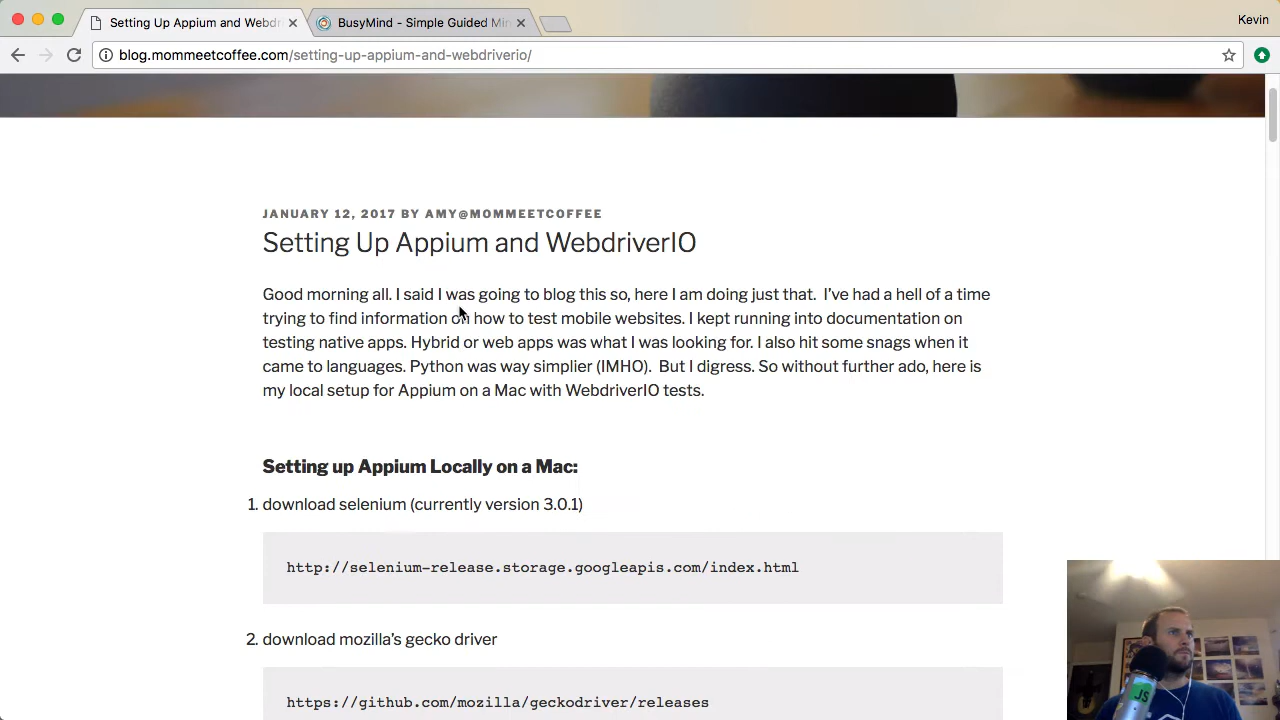 Setting Up Appium and Webdri
BusyMind - Simple Guided Min
Kevin
blog.mommeetcoffee.com/setting-up-appium-and-webdriverio/
JANUARY 12, 2017 BY AMY@MOMMEETCOFFEE
Setting Up Appium and WebdriverIO
Good morning all. I said I was going to blog this so, here I am doing just that.  I've had a hell of a time
trying to find information on how to test mobile websites. I kept running into documentation on
testing native apps. Hybrid or web apps was what I was looking for. I also hit some snags when it
came to languages. Python was way simplier (IMHO).  But I digress. So without further ado, here is
my local setup for Appium on a Mac with WebdriverIO tests.
Setting up Appium Locally on a Mac:
1. download selenium (currently version 3.0.1)
http://selenium-release.storage.googleapis.com/index.html
2. download mozilla's gecko driver
https://github.com/mozilla/geckodriver/releases
JS